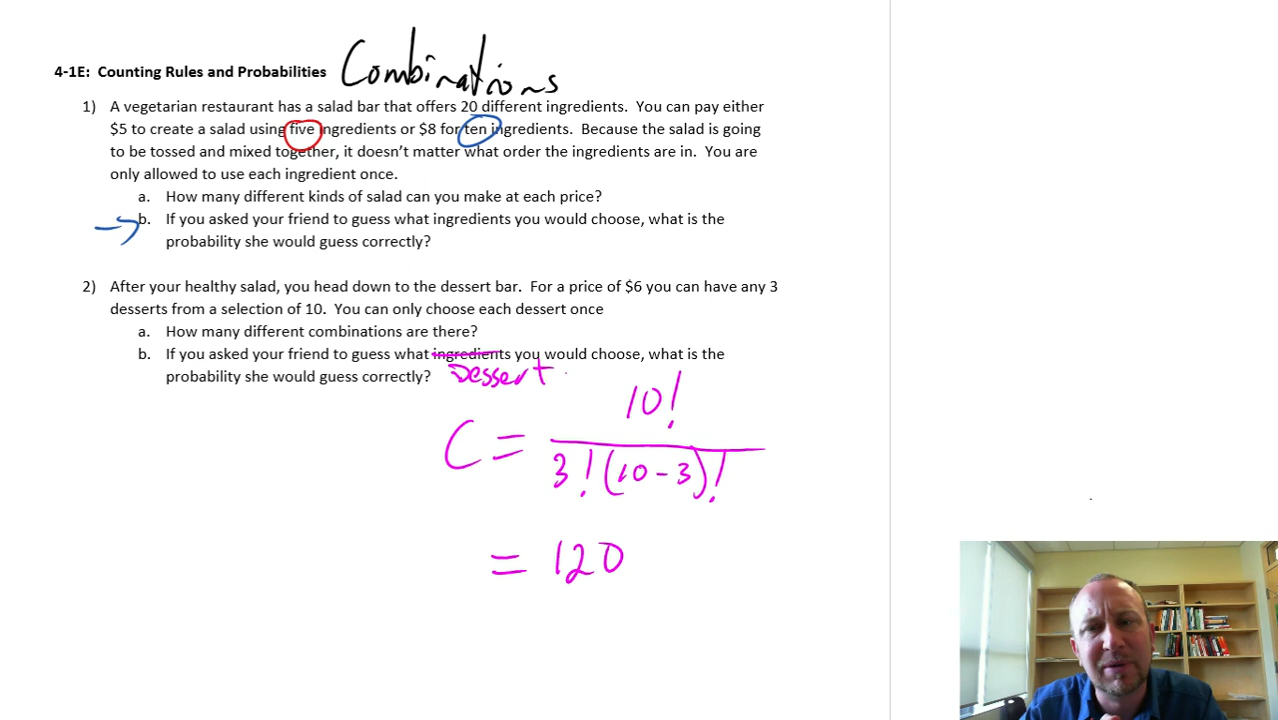 4-1E: Counting Rules and Probabilities Combinations
1) A vegetarian restaurant has a salad bar that offers 20 different ingredients. You can pay either
$5 to create a salad using five ingredients or $8 for ten ingredients. Because the salad is going
to be tossed and mixed together, it doesn't matter what order the ingredients are in. You are
only allowed to use each ingredient once.
a. How many different kinds of salad can you make at each price?
b. If you asked your friend to guess what ingredients you would choose, what is the
probability she would guess correctly?
2) After your healthy salad, you head down to the dessert bar. For a price of $6 you can have any 3
desserts from a selection of 10. You can only choose each dessert once
a. How many different combinations are there?
b. If you asked your friend to guess what ingredients you would choose, what is the
probability she would guess correctly? Dessert
10!
C =
3!(10-3)!
= 120